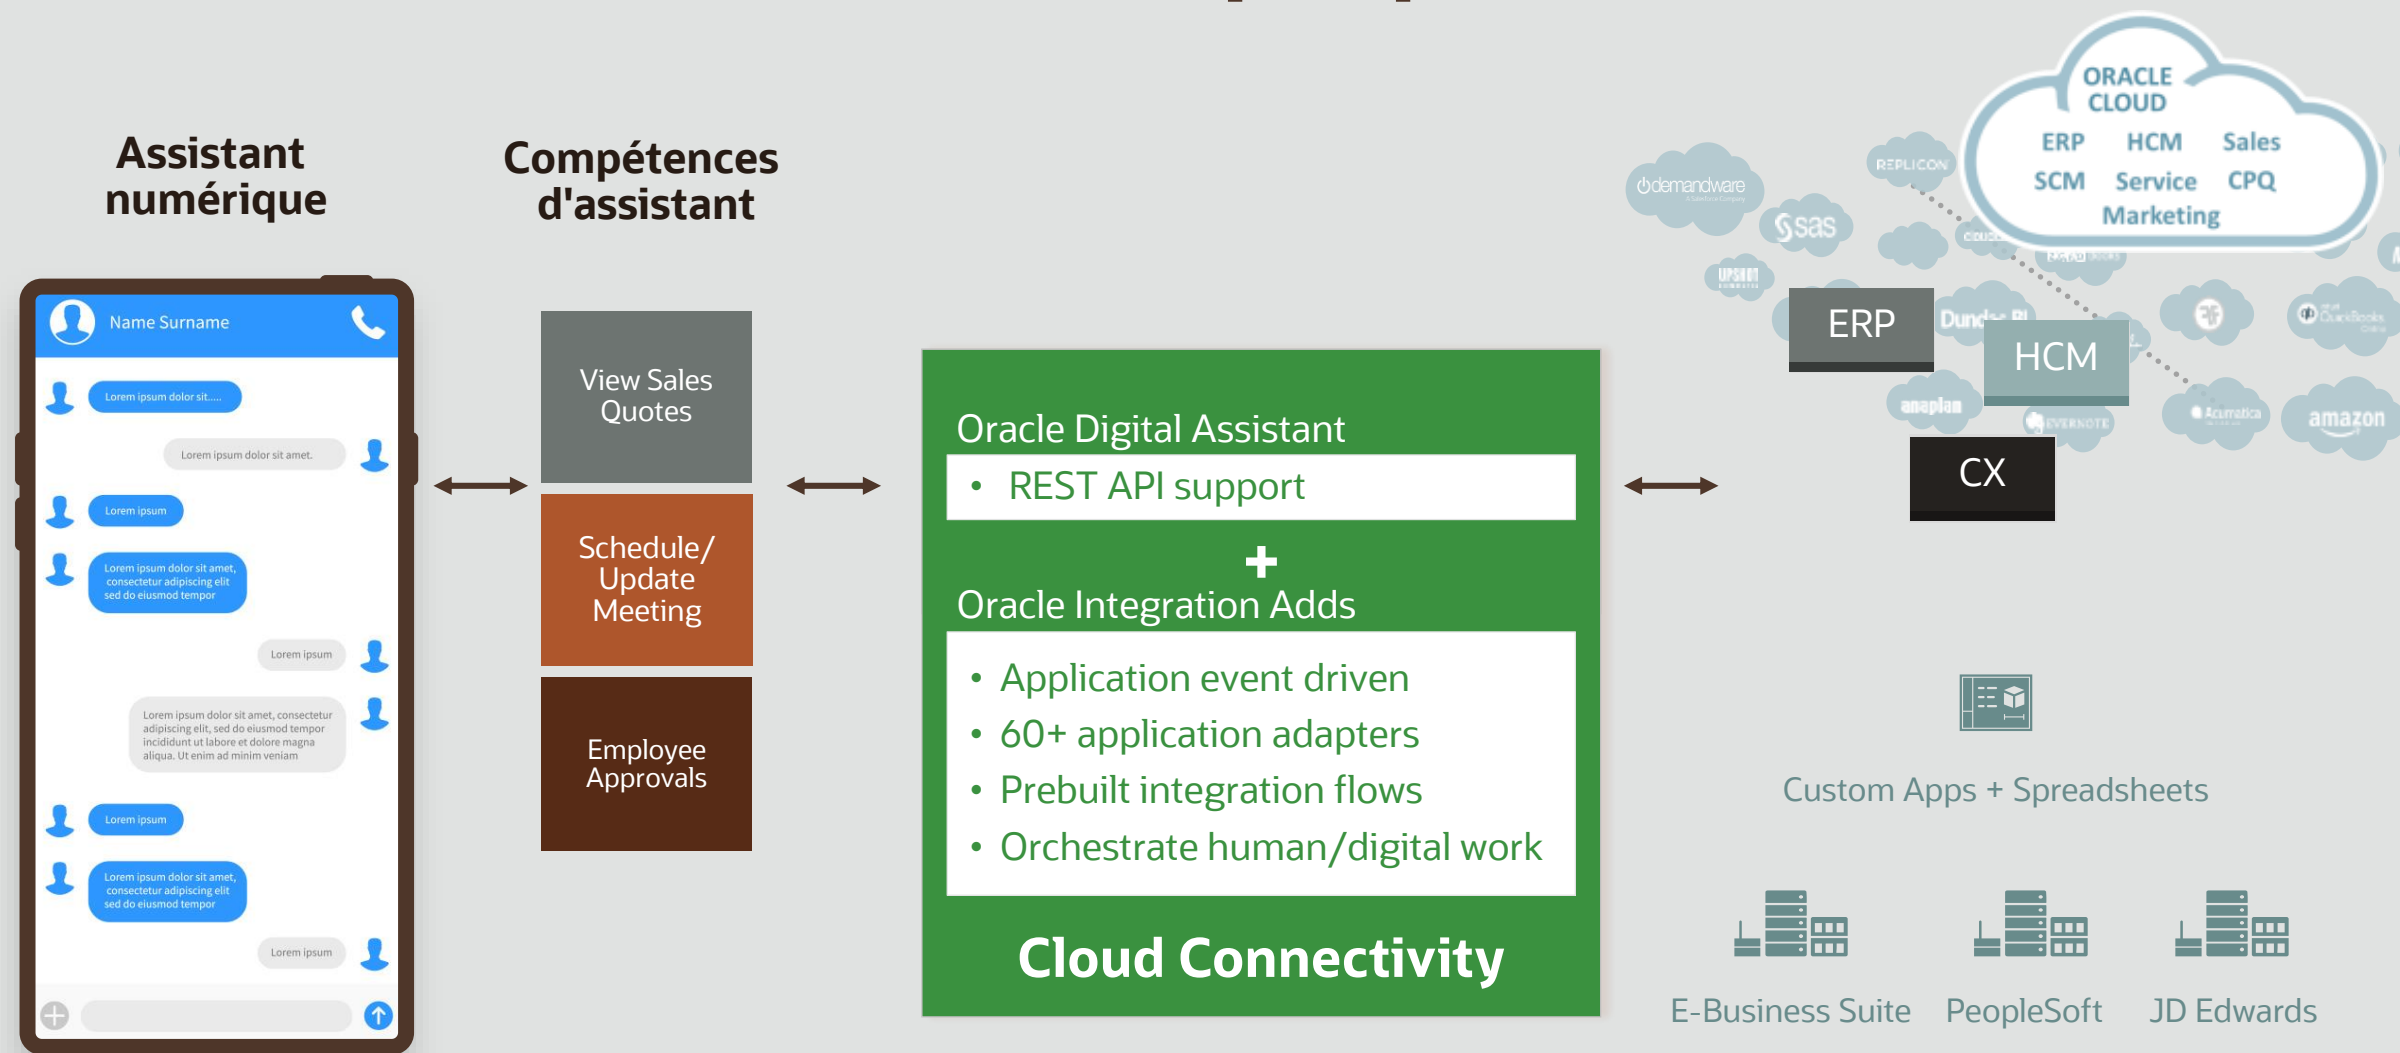 Assistant
numérique
Name Surname
Lorem ipsum dolor sit.....
Lorem ipsum dolor sit amet.
Lorem ipsum
Lorem ipsum dolor sit amet,
consectetur adipiscing elit
sed do eiusmod tempor
Lorem ipsum
Lorem ipsum dolor sit amet, consectetur
adipiscing elit, sed do eiusmod tempor
incididunt ut labore et dolore magna
aliqua. Ut enim ad minim veniam
Lorem ipsum
Lorem ipsum dolor sit amet,
consectetur adipiscing elit
sed do eiusmod tempor
Lorem ipsum
Compétences
d'assistant
View Sales
Quotes
Schedule/
Update
Meeting
Employee
Approvals
Oracle Digital Assistant
• REST API support
+
Oracle Integration Adds
• Application event driven
• 60+ application adapters
• Prebuilt integration flows
• Orchestrate human/digital work
Cloud Connectivity
ORACLE
CLOUD
ERP HCM Sales
SCM Service CPQ
Marketing
demandware
REPLICON
sas
UPSHOT
ERP
HCM
CX
QuickBooks
anaplan
EVERNOTE
Acumatica
amazon
Custom Apps + Spreadsheets
E-Business Suite
PeopleSoft
JD Edwards